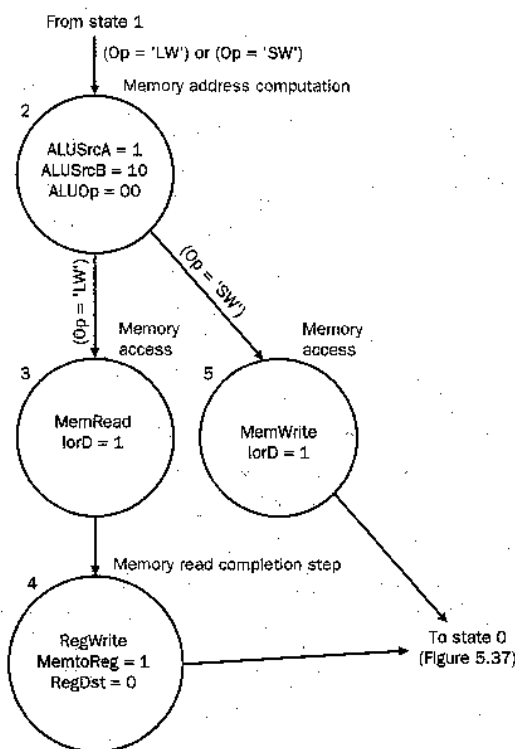 From state 1
(Op = 'LW') or (Op = 'SW')
Memory address computation
2
ALUSrcA = 1
ALUSrcB = 10
ALUOp = 00
(Op = 'LW')
(Op = 'SW')
Memory
access
3
MemRead
IorD = 1
Memory
access
5
MemWrite
IorD = 1
Memory read completion step
4
RegWrite
MemtoReg = 1
RegDst = 0
To state 0
(Figure 5.37)